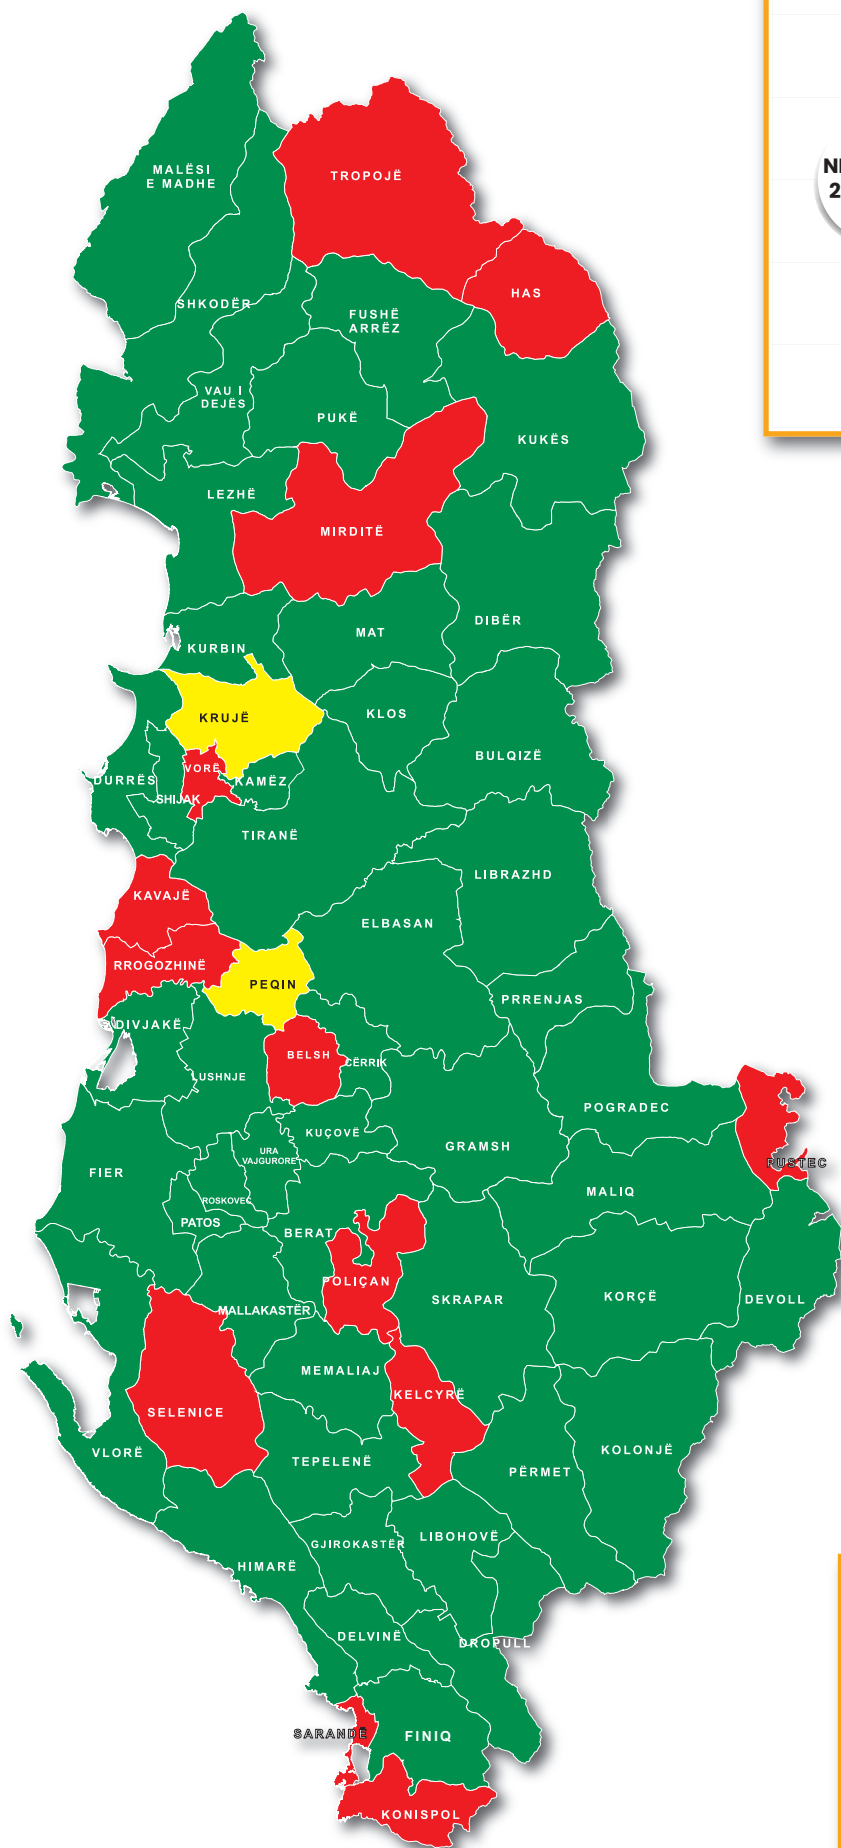 MALËSI
E MADHE
TROPOJË
HAS
SHKODËR
FUSHË
ARRËZ
VAU I
DEJËS
PUKË
KUKËS
LEZHË
MIRDITË
DIBËR
MAT
KURBIN
KRUJË
KLOS
BULQIZË
VORË
DURRËS
KAMËZ
SHIJAK
TIRANË
LIBRAZHD
KAVAJË
ELBASAN
RROGOZHINË
PEQIN
PRRENJAS
DIVJAKË
BELSH
CËRRIK
LUSHNJE
POGRADEC
KUÇOVË
GRAMSH
URA
VAJGURORE
PUSTEC
FIER
MALIQ
ROSKOVEC
PATOS
BERAT
POLIÇAN
SKRAPAR
KORÇË
DEVOLL
MALLAKASTËR
MEMALIAJ
KELCYRË
SELENICE
VLORË
TEPELENË
PËRMET
KOLONJË
LIBOHOVË
GJIROKASTËR
HIMARË
DELVINË
DROPULL
SARANDË
FINIQ
KONISPOL